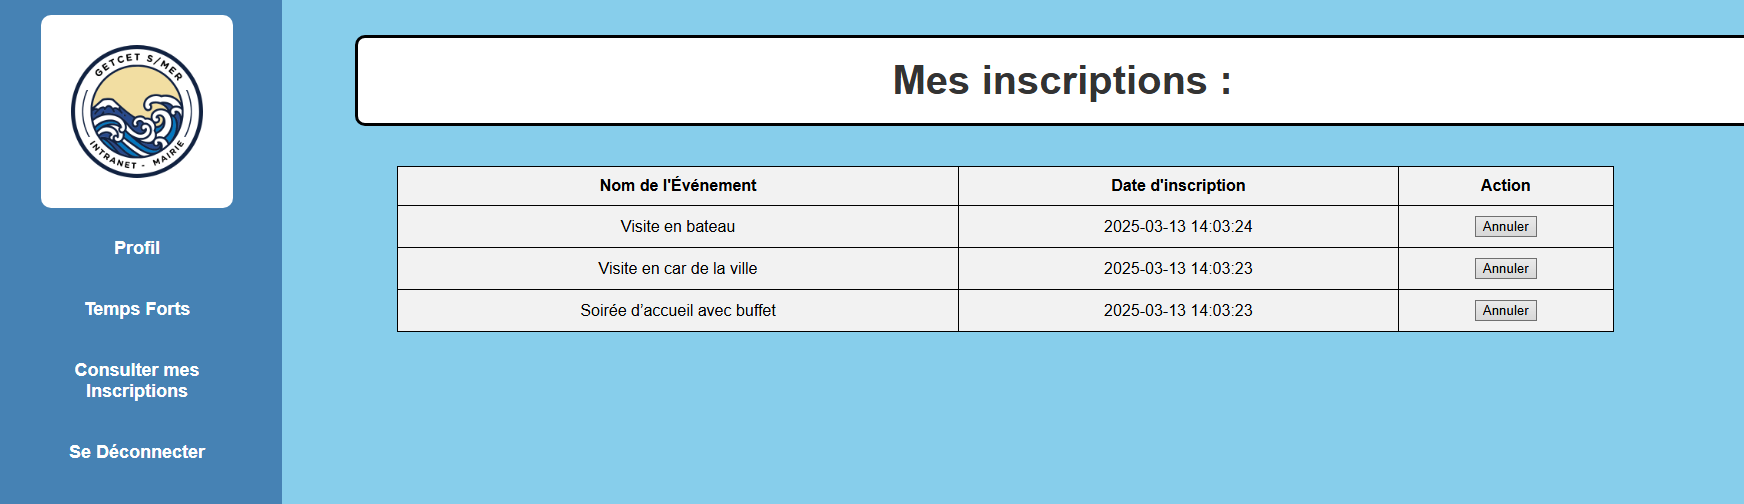 GETCET S/MER
INTRANET - MAIRIE
Profil
Temps Forts
Consulter mes
Inscriptions
Se Déconnecter
Mes inscriptions :
Nom de l'Événement Date d'inscription Action
Visite en bateau 2025-03-13 14:03:24 Annuler
Visite en car de la ville 2025-03-13 14:03:23 Annuler
Soirée d’accueil avec buffet 2025-03-13 14:03:23 Annuler